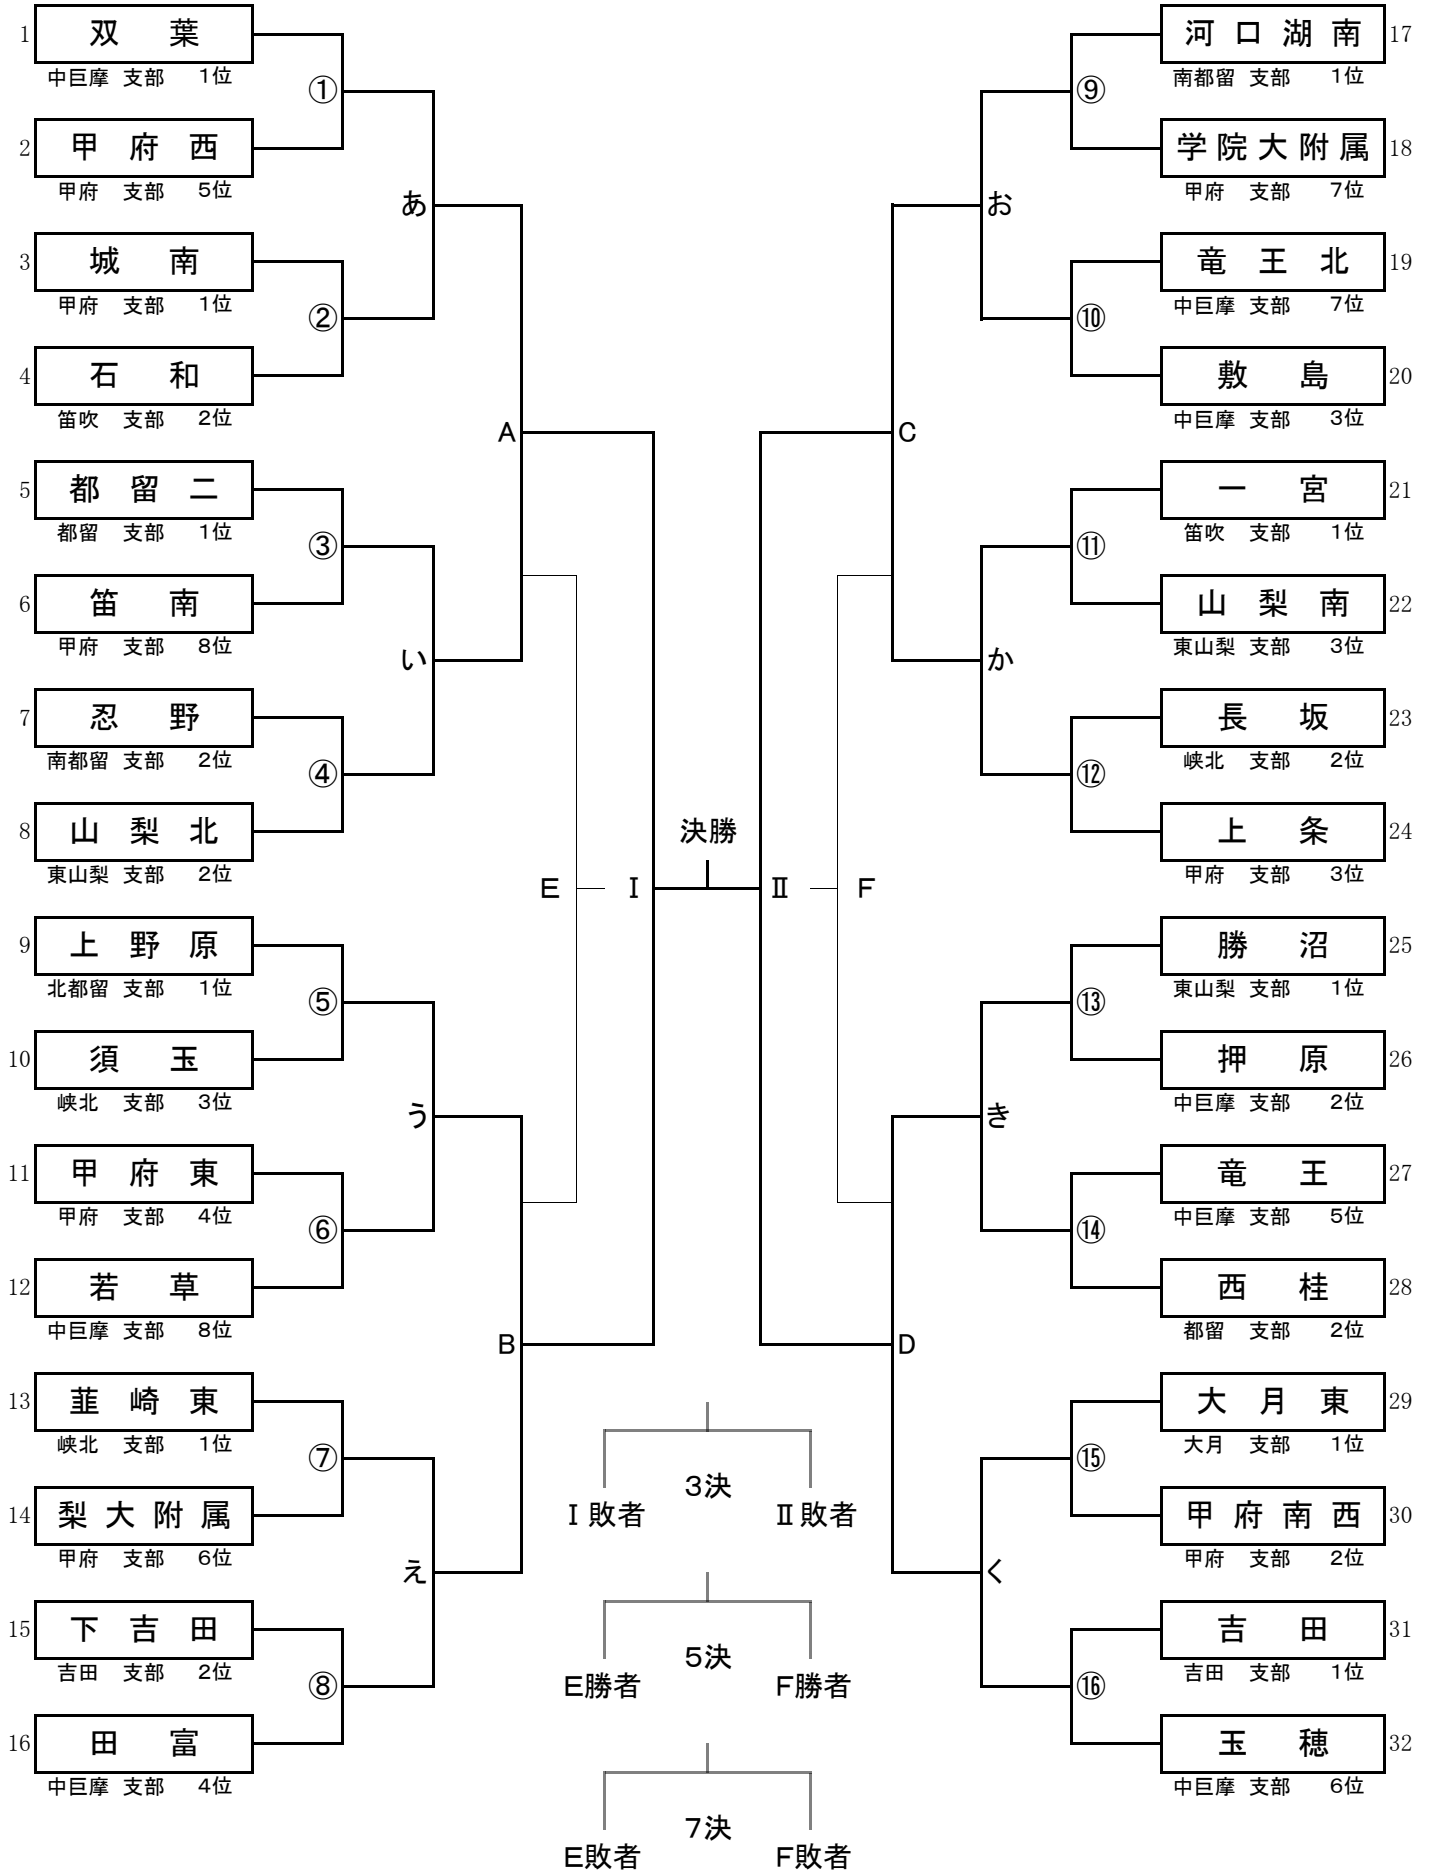 1 双葉
中巨摩 支部 1位
①
2 甲府西
甲府 支部 5位
あ
3 城南
甲府 支部 1位
②
4 石和
笛吹 支部 2位
A
5 都留二
都留 支部 1位
③
6 笛南
甲府 支部 8位
い
7 忍野
南都留 支部 2位
④
8 山梨北
東山梨 支部 2位
9 上野原
北都留 支部 1位
⑤
10 須玉
峡北 支部 3位
う
11 甲府東
甲府 支部 4位
⑥
12 若草
中巨摩 支部 8位
B
13 韮崎東
峡北 支部 1位
⑦
14 梨大附属
甲府 支部 6位
え
15 下吉田
吉田 支部 2位
⑧
16 田富
中巨摩 支部 4位
決勝
E Ⅰ Ⅱ F
3決
Ⅰ敗者 Ⅱ敗者
5決
E勝者 F勝者
7決
E敗者 F敗者
河口湖南 17
南都留 支部 1位
⑨
学院大附属 18
甲府 支部 7位
お
竜王北 19
中巨摩 支部 7位
⑩
敷島 20
中巨摩 支部 3位
C
一宮 21
笛吹 支部 1位
⑪
山梨南 22
東山梨 支部 3位
か
長坂 23
峡北 支部 2位
⑫
上条 24
甲府 支部 3位
勝沼 25
東山梨 支部 1位
⑬
押原 26
中巨摩 支部 2位
き
竜王 27
中巨摩 支部 5位
⑭
西桂 28
都留 支部 2位
D
大月東 29
大月 支部 1位
⑮
甲府南西 30
甲府 支部 2位
く
吉田 31
吉田 支部 1位
⑯
玉穂 32
中巨摩 支部 6位